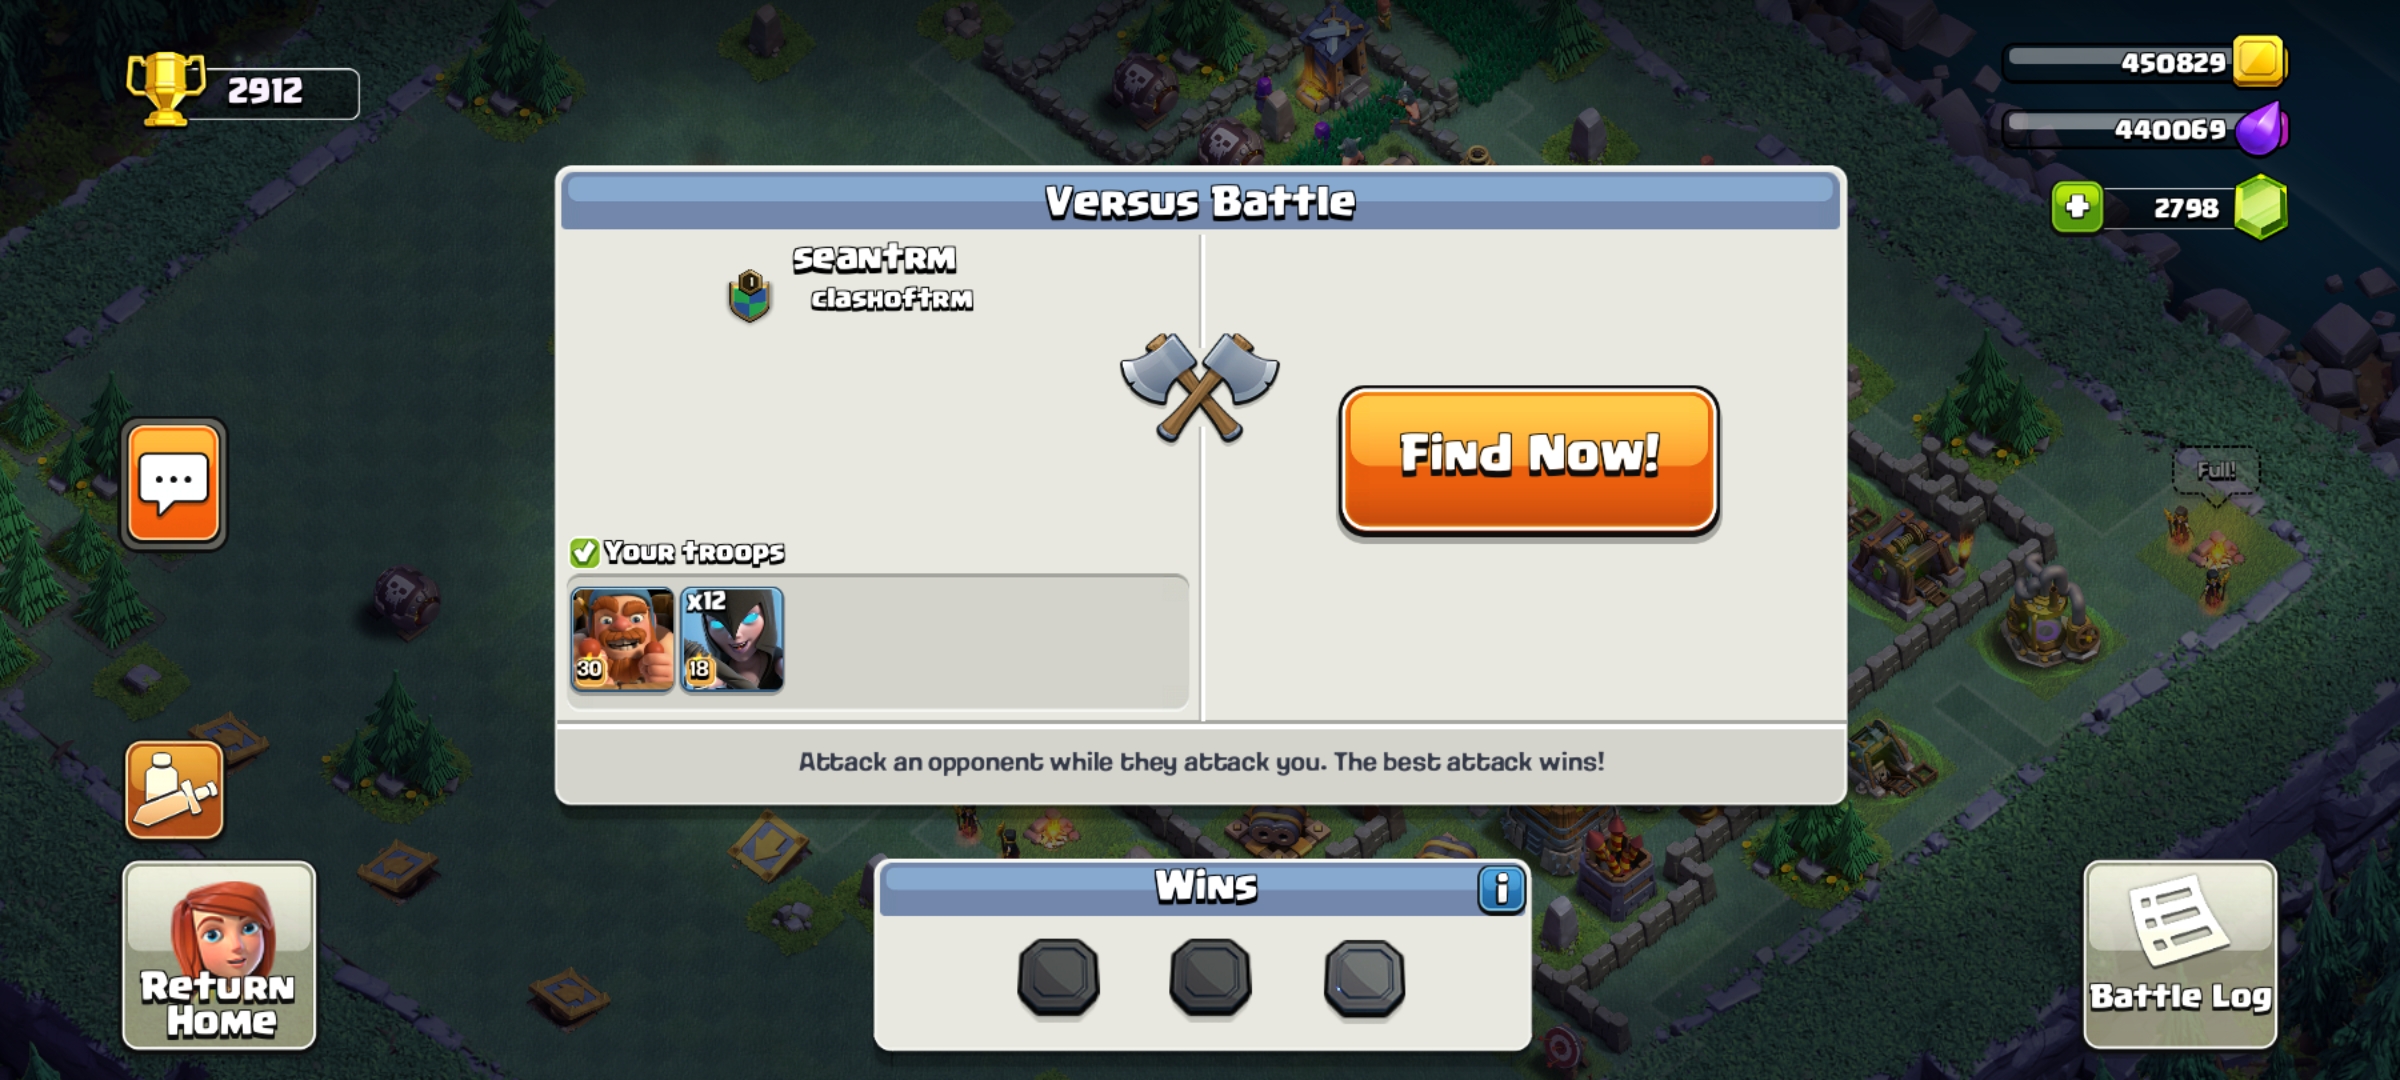 2912
450829
440069
2798
Versus Battle
seantrm
clashoftrm
Find Now!
Your troops
30
x12
18
Attack an opponent while they attack you. The best attack wins!
Full!
Wins
i
Return
Home
Battle Log